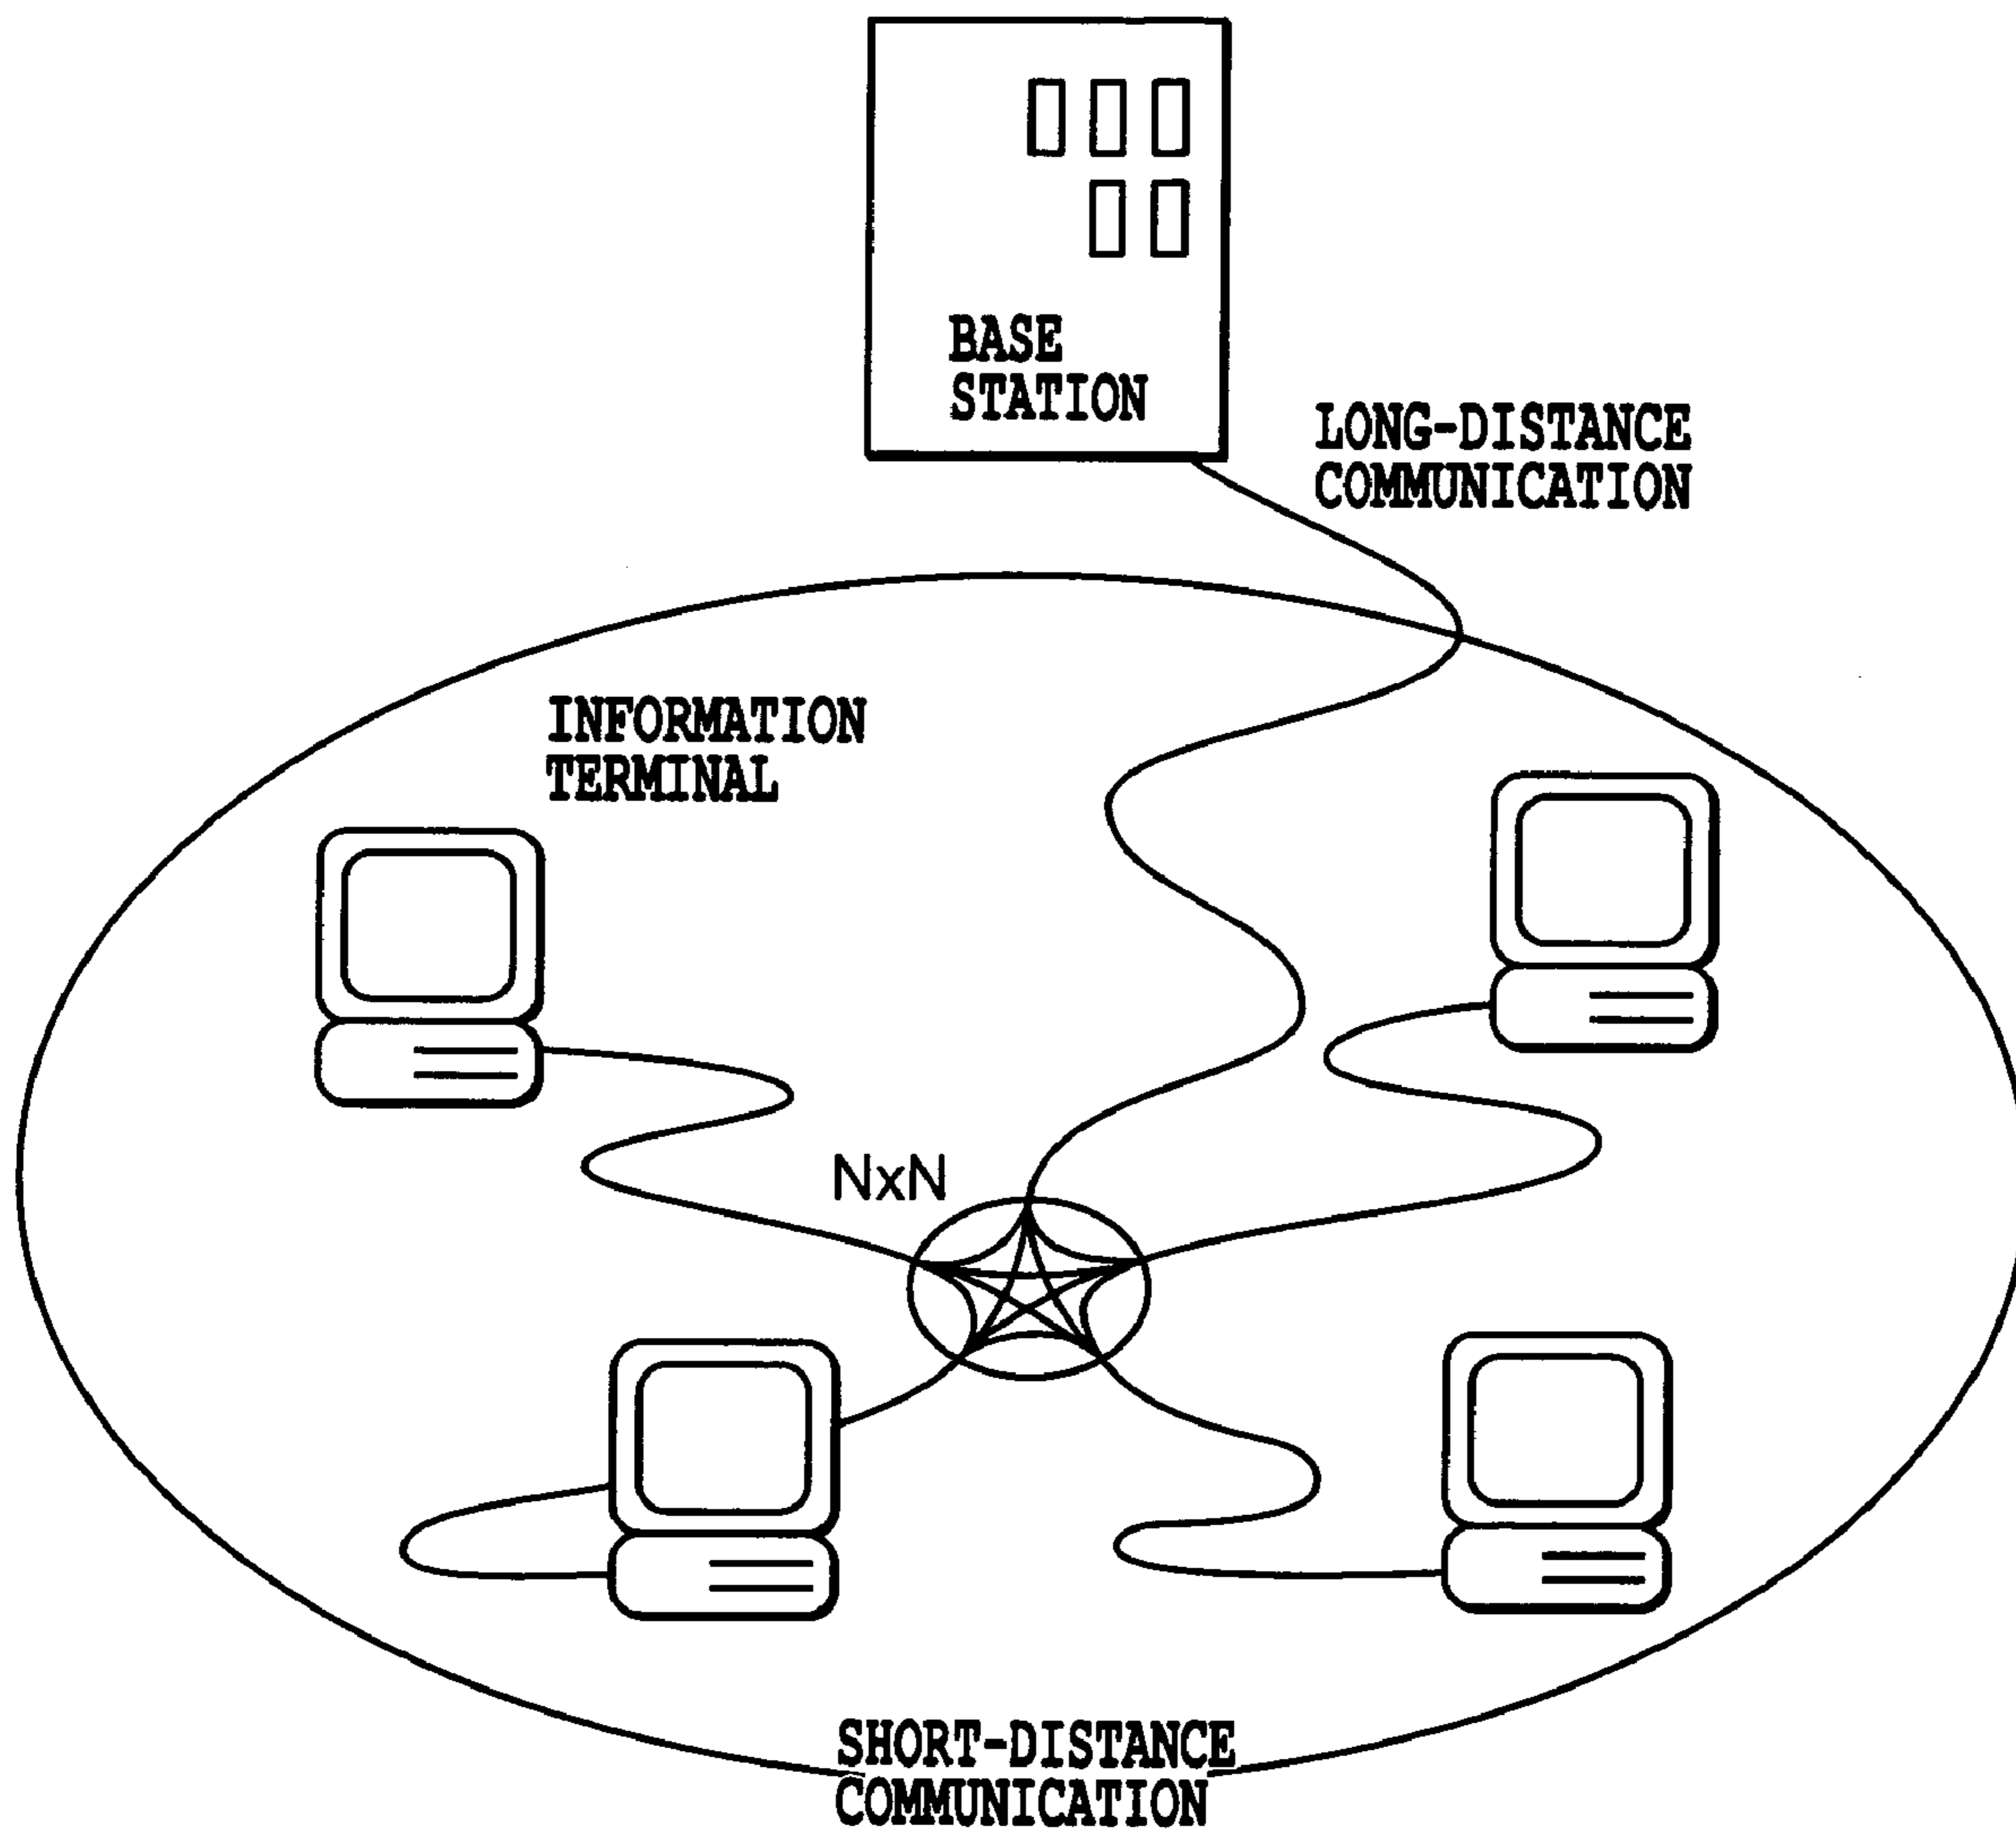 BASE
STATION
LONG-DISTANCE
COMMUNICATION
INFORMATION
TERMINAL
NxN
SHORT-DISTANCE
COMMUNICATION